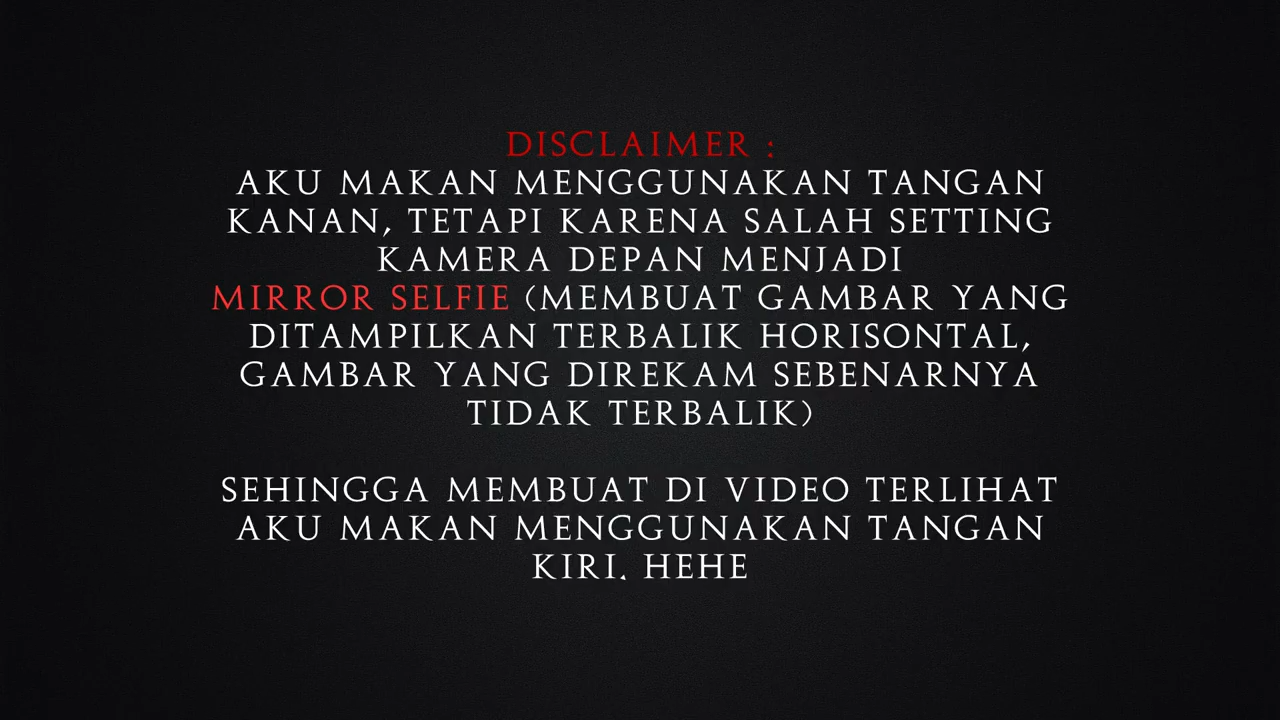 DISCLAIMER :
AKU MAKAN MENGGUNAKAN TANGAN
KANAN, TETAPI KARENA SALAH SETTING
KAMERA DEPAN MENJADI
MIRROR SELFIE (MEMBUAT GAMBAR YANG
DITAMPILKAN TERBALIK HORISONTAL,
GAMBAR YANG DIREKAM SEBENARNYA
TIDAK TERBALIK)
SEHINGGA MEMBUAT DI VIDEO TERLIHAT
AKU MAKAN MENGGUNAKAN TANGAN
KIRI. HEHE